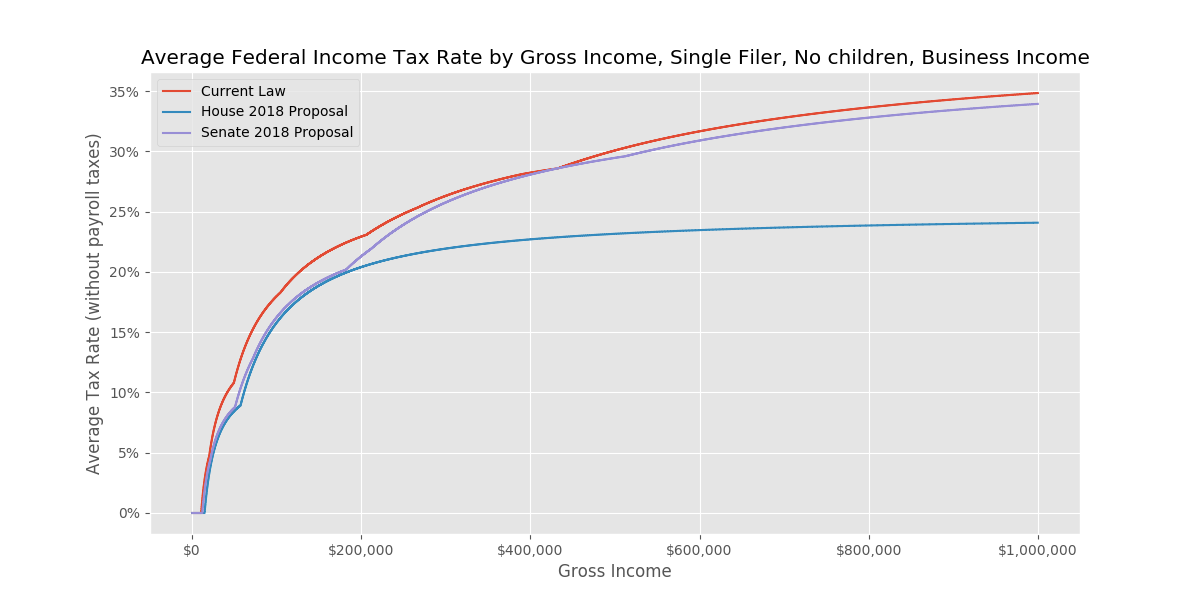 Average Federal Income Tax Rate by Gross Income, Single Filer, No children, Business Income
Current Law
House 2018 Proposal
Senate 2018 Proposal
Average Tax Rate (without payroll taxes)
35%
30%
25%
20%
15%
10%
5%
0%
$0
$200,000
$400,000
$600,000
$800,000
$1,000,000
Gross Income